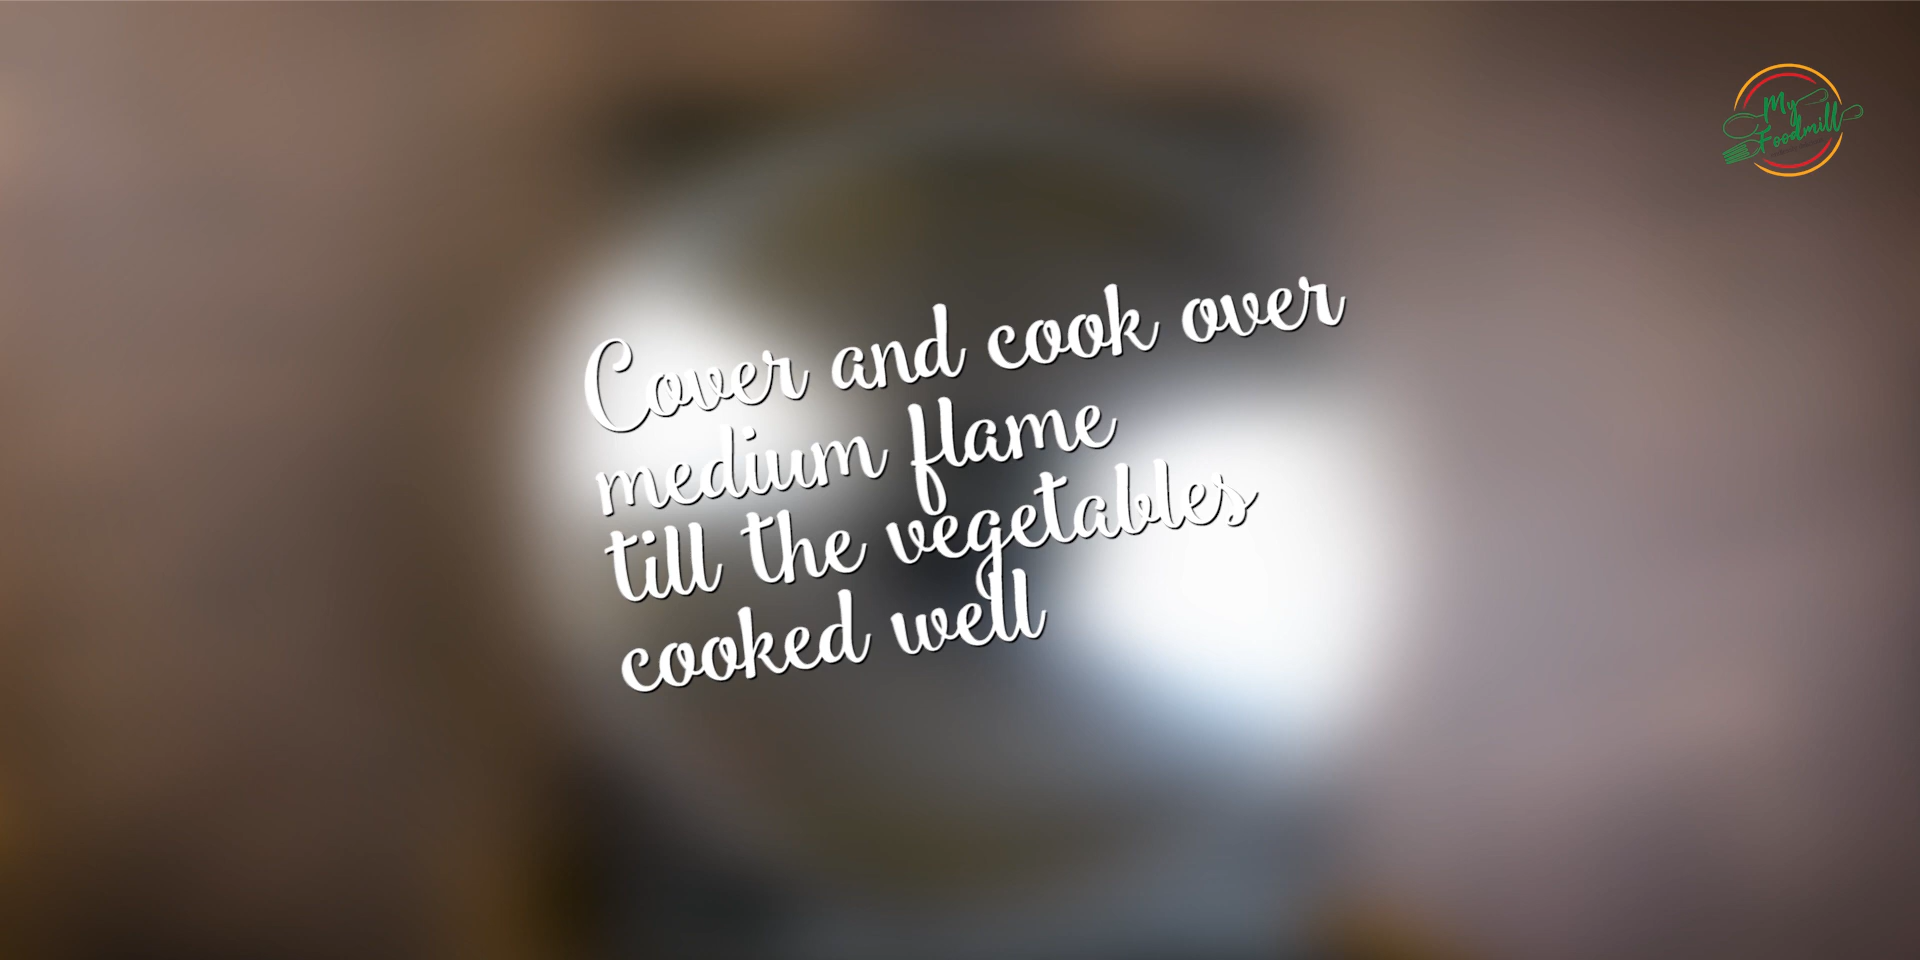 Cover and cook over
medium flame
till the vegetables
cooked well
My
Foodmill